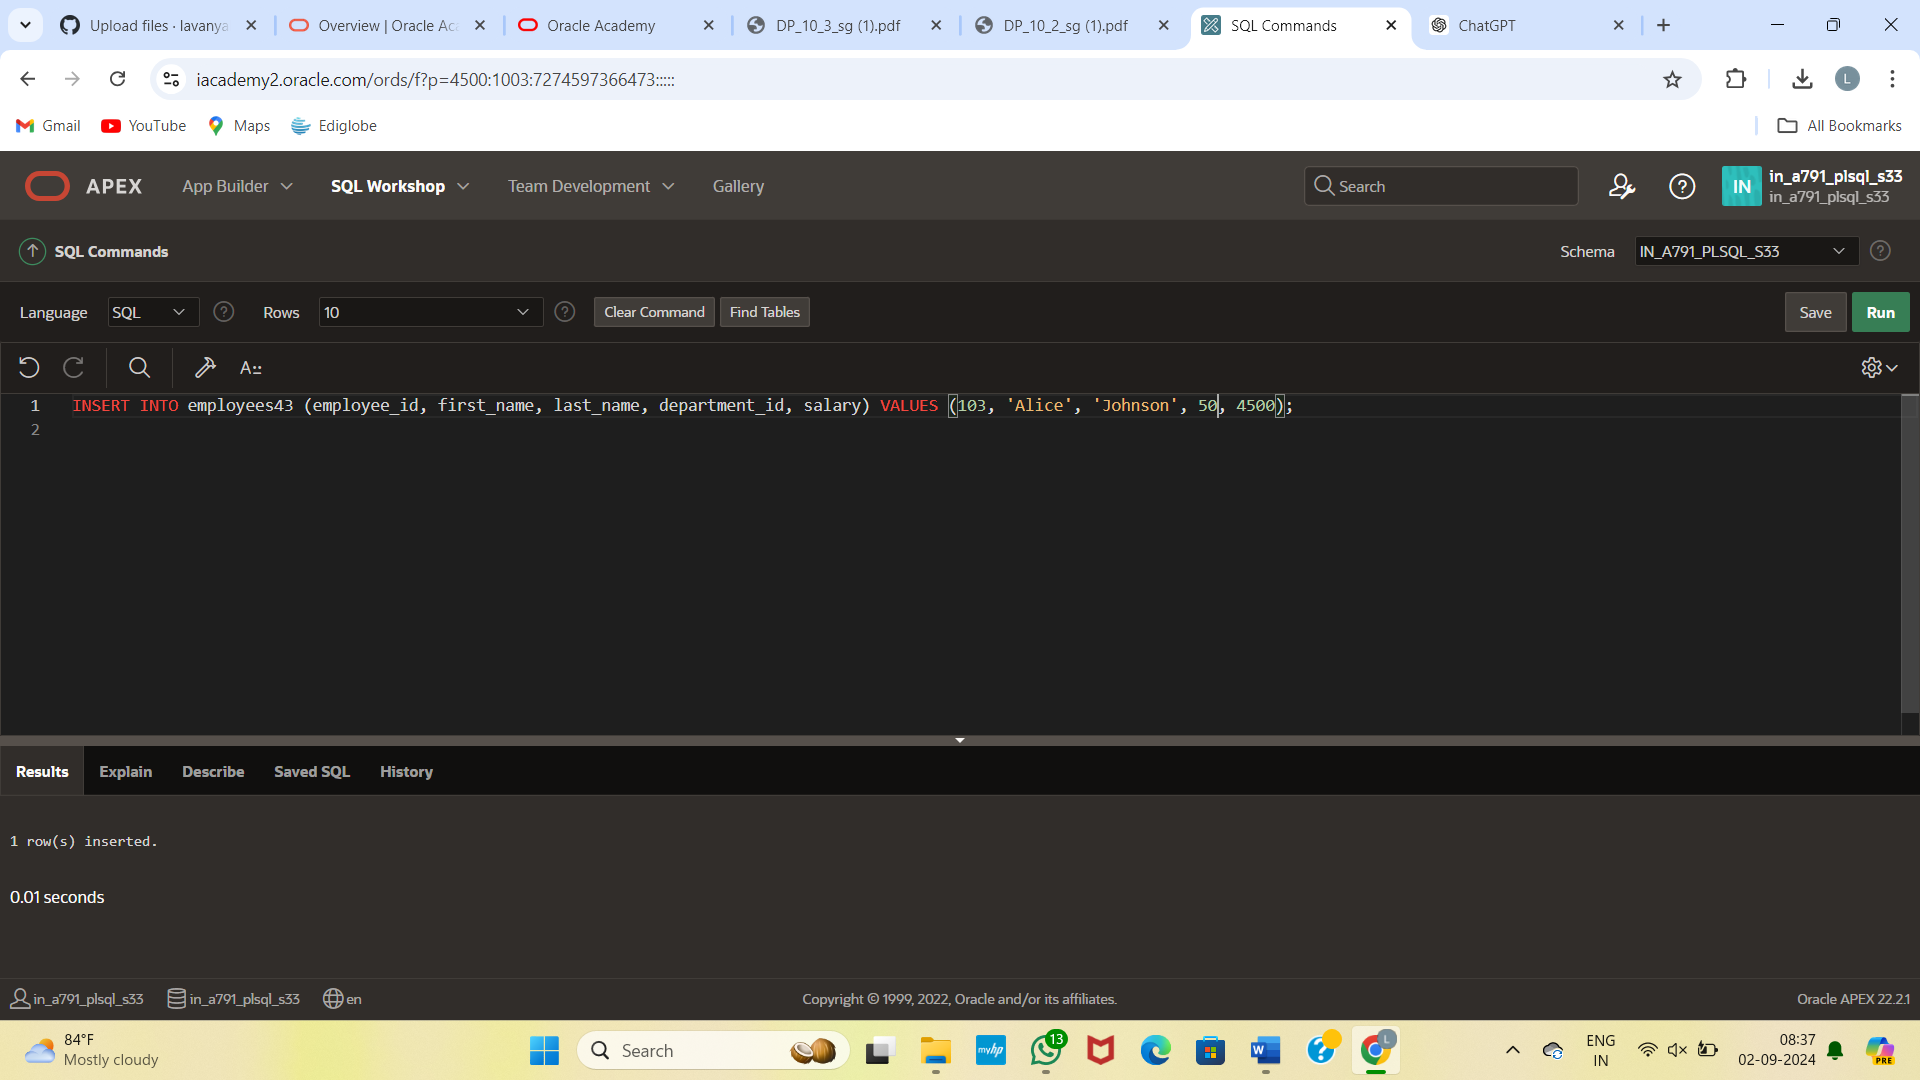 Upload files · lavanya
Overview | Oracle Aca
Oracle Academy
DP_10_3_sg (1).pdf
DP_10_2_sg (1).pdf
SQL Commands
ChatGPT
iacademy2.oracle.com/ords/f?p=4500:1003:7274597366473:::::
L
Gmail
YouTube
Maps
Ediglobe
All Bookmarks
APEX
App Builder
SQL Workshop
Team Development
Gallery
Search
IN
in_a791_plsql_s33
in_a791_plsql_s33
SQL Commands
Schema
IN_A791_PLSQL_S33
Language
SQL
Rows
10
Clear Command
Find Tables
Save
Run
A::
1 INSERT INTO employees43 (employee_id, first_name, last_name, department_id, salary) VALUES (103, 'Alice', 'Johnson', 50, 4500);
2
Results
Explain
Describe
Saved SQL
History
1 row(s) inserted.
0.01 seconds
in_a791_plsql_s33
in_a791_plsql_s33
en
Copyright © 1999, 2022, Oracle and/or its affiliates.
Oracle APEX 22.2.1
84°F
Mostly cloudy
Search
myhp
13
W
L
ENG
IN
08:37
02-09-2024
PRE